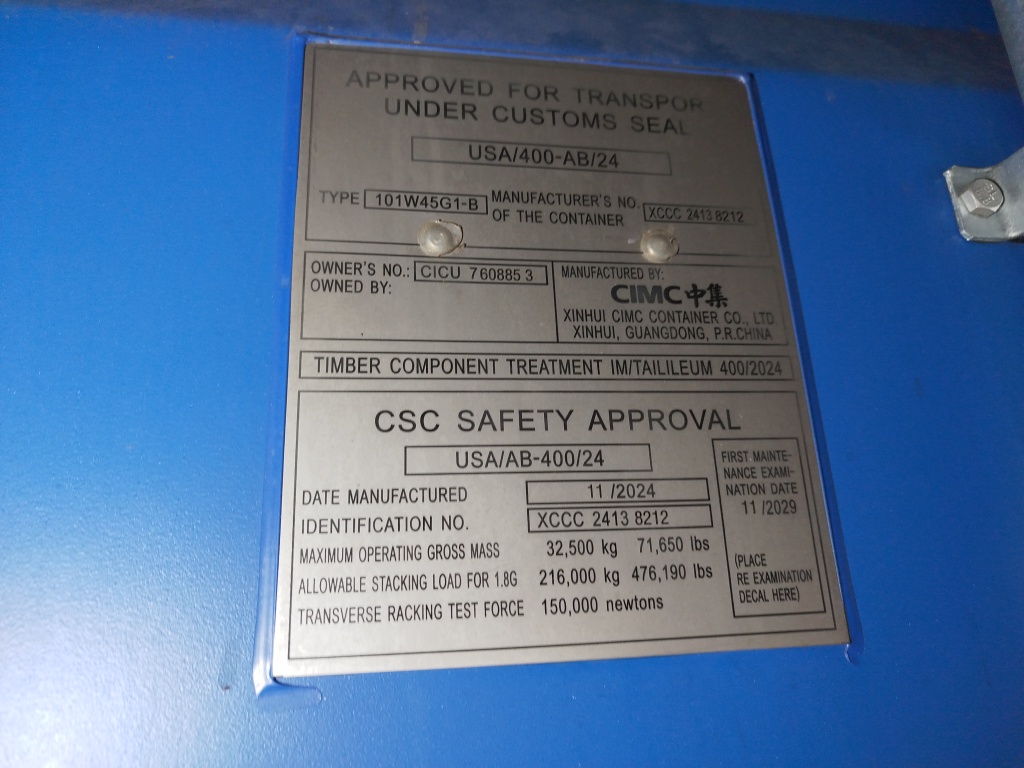 APPROVED FOR TRANSPOR
UNDER CUSTOMS SEAL
USA/400-AB/24
TYPE 101W45G1-B MANUFACTURER'S NO. OF THE CONTAINER XCCC 2413 8212
OWNER'S NO.: CICU 760885 3
OWNED BY:
MANUFACTURED BY:
CIMC中集
XINHUI CIMC CONTAINER CO., LTD
XINHUI, GUANGDONG, P.R.CHINA
TIMBER COMPONENT TREATMENT IM/TAILILEUM 400/2024
CSC SAFETY APPROVAL
USA/AB-400/24
DATE MANUFACTURED 11 /2024
IDENTIFICATION NO. XCCC 2413 8212
MAXIMUM OPERATING GROSS MASS 32,500 kg 71,650 lbs
ALLOWABLE STACKING LOAD FOR 1.8G 216,000 kg 476,190 lbs
TRANSVERSE RACKING TEST FORCE 150,000 newtons
FIRST MAINTE-
NANCE EXAMI-
NATION DATE
11 /2029
(PLACE
RE EXAMINATION
DECAL HERE)